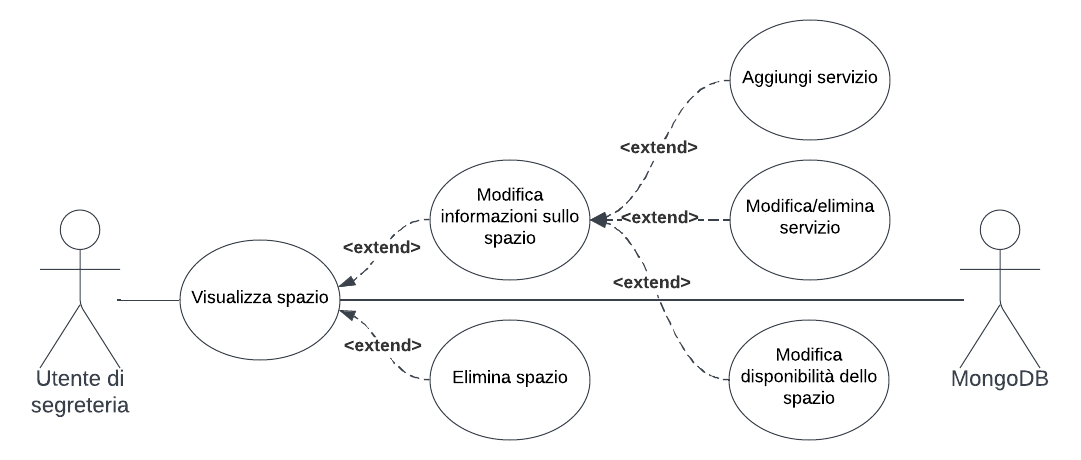 Aggiungi servizio
<extend>
Modifica
informazioni sullo
spazio
<extend>
Modifica/elimina
servizio
<extend>
Visualizza spazio
<extend>
<extend>
Elimina spazio
Modifica
disponibilità dello
spazio
Utente di
segreteria
MongoDB